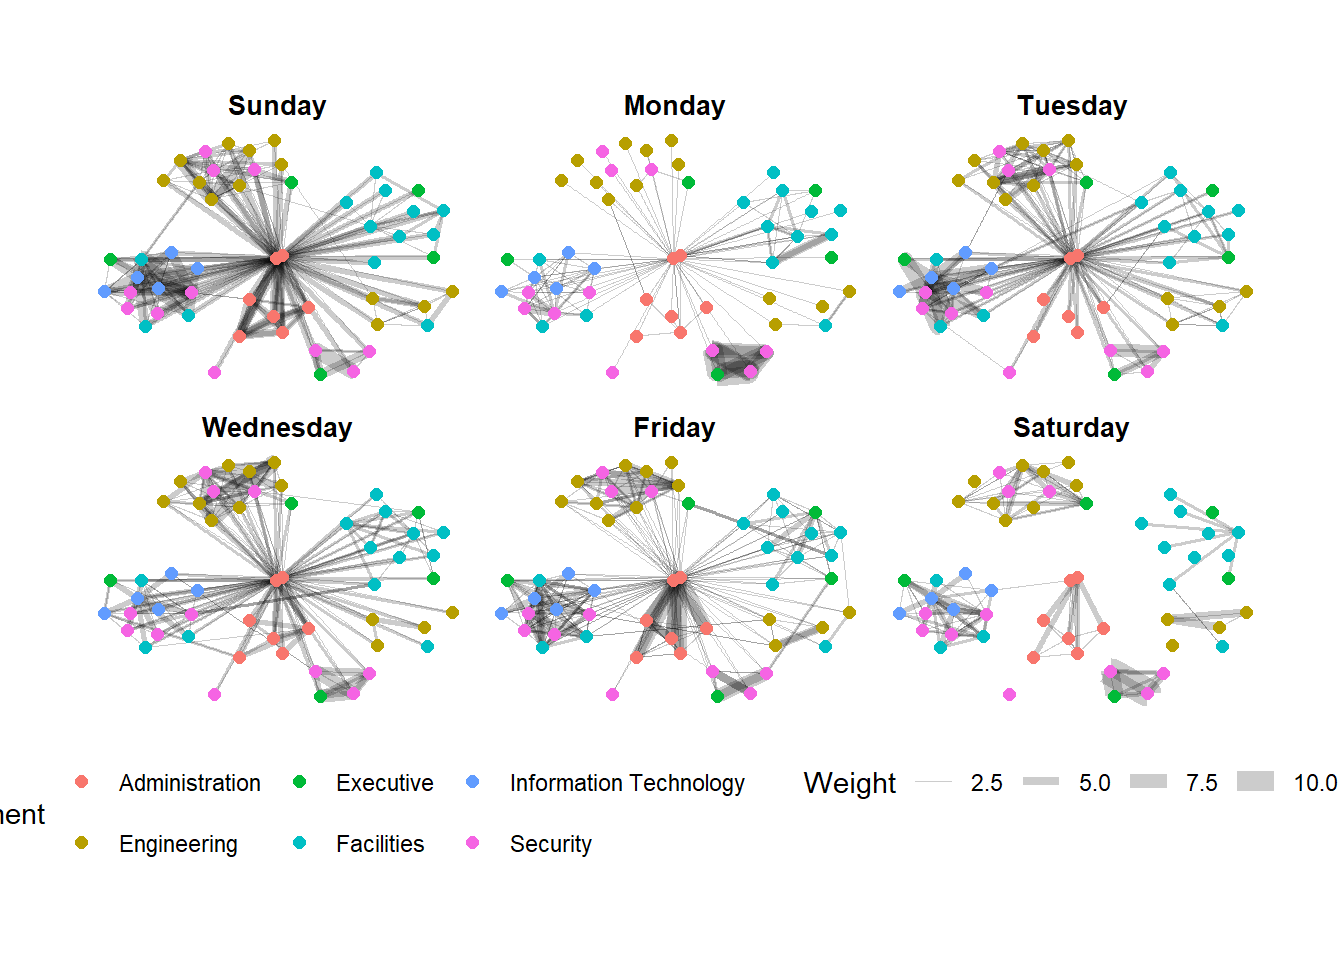 Sunday Monday Tuesday
Wednesday Friday Saturday
Administration Executive Information Technology Weight 2.5 5.0 7.5 10.0
ment
Engineering Facilities Security